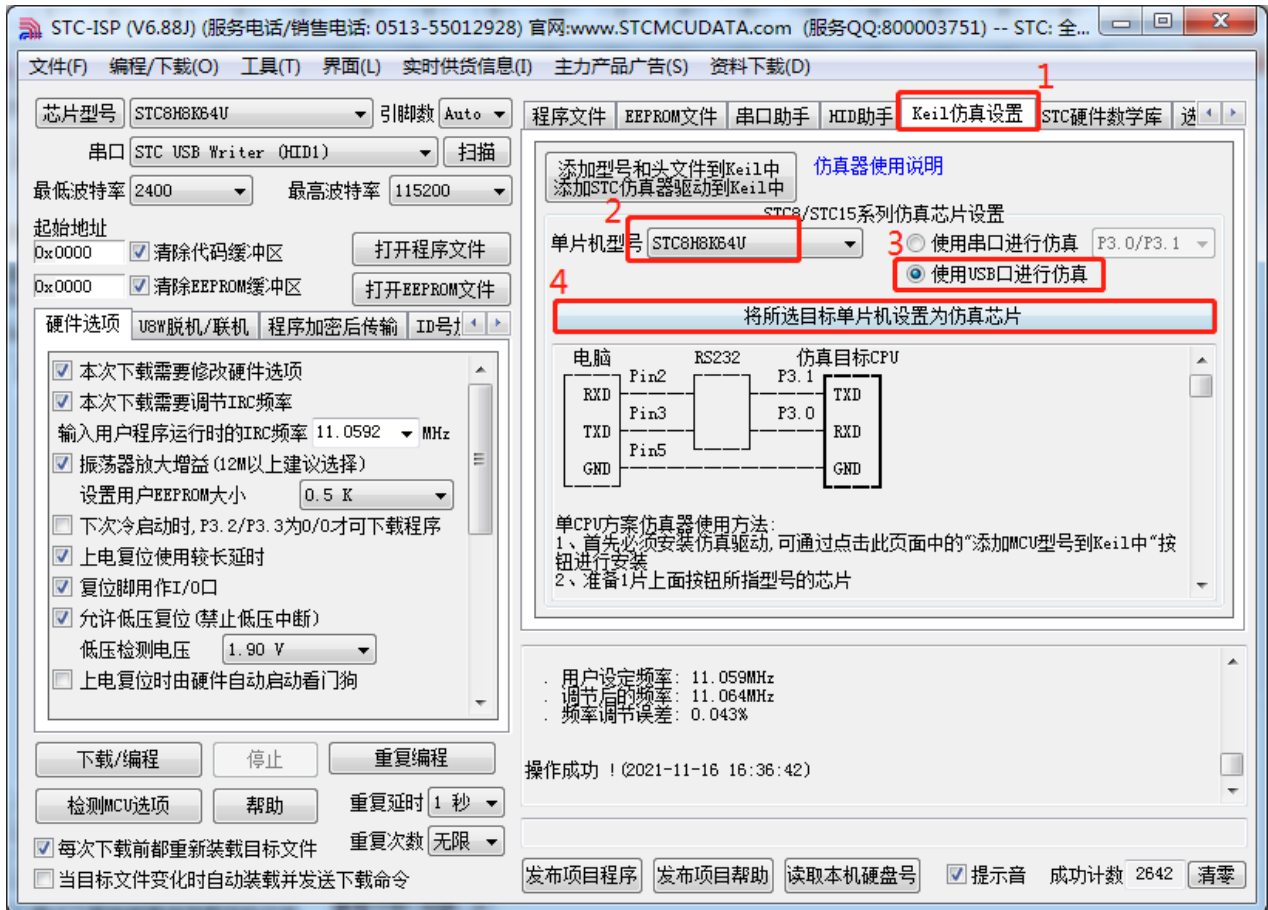 STC-ISP (V6.88J) (服务电话/销售电话: 0513-55012928) 官网:www.STCMCUDATA.com  (服务QQ:800003751) -- STC: 全...
文件(F) 编程/下载(O) 工具(T) 界面(L) 实时供货信息(I) 主力产品广告(S) 资料下载(D)
芯片型号 STC8H8K64U 引脚数 Auto
串口 STC USB Writer (HID1) 扫描
最低波特率 2400 最高波特率 115200
起始地址
0x0000 清除代码缓冲区 打开程序文件
0x0000 清除EEPROM缓冲区 打开EEPROM文件
硬件选项 U8W脱机/联机 程序加密后传输
本次下载需要修改硬件选项
本次下载需要调节IRC频率
输入用户程序运行时的IRC频率 11.0592 MHz
振荡器放大增益(12M以上建议选择)
设置用户EEPROM大小 0.5 K
下次冷启动时,P3.2/P3.3为0/0才可下载程序
上电复位使用较长延时
复位脚用作I/O口
允许低压复位(禁止低压中断)
低压检测电压 1.90 V
上电复位时由硬件自动启动看门狗
下载/编程 停止 重复编程
检测MCU选项 帮助 重复延时 1 秒
每次下载前都重新装载目标文件 重复次数 无限
当目标文件变化时自动装载并发送下载命令
1
程序文件 EEPROM文件 串口助手 HID助手 Keil仿真设置 STC硬件数学库 选
添加型号和头文件到Keil中
添加STC仿真器驱动到Keil中
仿真器使用说明
STC8/STC15系列仿真芯片设置
2
单片机型号 STC8H8K64U
3
使用串口进行仿真 P3.0/P3.1
使用USB口进行仿真
4
将所选目标单片机设置为仿真芯片
电脑 RS232 仿真目标CPU
RXD Pin2 P3.1 TXD
TXD Pin3 P3.0 RXD
GND Pin5 GND
单CPU方案仿真器使用方法:
1、首先必须安装仿真驱动,可通过点击此页面中的"添加MCU型号到Keil中"按
钮进行安装
2、准备1片上面按钮所指型号的芯片
. 用户设定频率: 11.059MHz
. 调节后的频率: 11.064MHz
. 频率调节误差: 0.043%
操作成功 !(2021-11-16 16:36:42)
发布项目程序 发布项目帮助 读取本机硬盘号 提示音 成功计数 2642 清零